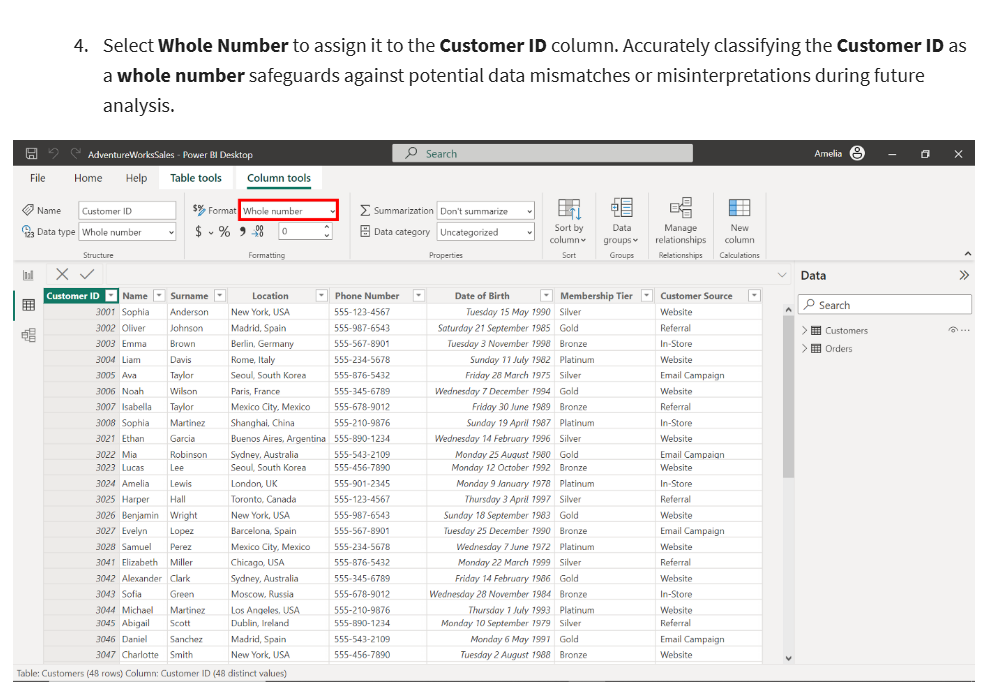 4. Select Whole Number to assign it to the Customer ID column. Accurately classifying the Customer ID as
a whole number safeguards against potential data mismatches or misinterpretations during future
analysis.
AdventureWorksSales - Power BI Desktop
Search
Amelia
File Home Help Table tools Column tools
Name Customer ID
$% Format Whole number
Σ Summarization Don't summarize
123 Data type Whole number
$ % 9 .00 0
Data category Uncategorized
Sort by column
Data groups
Manage relationships
New column
Structure Formatting Properties Sort Groups Relationships Calculations
Data
Search
Customers
Orders
Customer ID Name Surname Location Phone Number Date of Birth Membership Tier Customer Source
3001 Sophia Anderson New York, USA 555-123-4567 Tuesday 15 May 1990 Silver Website
3002 Oliver Johnson Madrid, Spain 555-987-6543 Saturday 21 September 1985 Gold Referral
3003 Emma Brown Berlin, Germany 555-567-8901 Tuesday 3 November 1998 Bronze In-Store
3004 Liam Davis Rome, Italy 555-234-5678 Sunday 11 July 1982 Platinum Website
3005 Ava Taylor Seoul, South Korea 555-876-5432 Friday 28 March 1975 Silver Email Campaign
3006 Noah Wilson Paris, France 555-345-6789 Wednesday 7 December 1994 Gold Website
3007 Isabella Taylor Mexico City, Mexico 555-678-9012 Friday 30 June 1989 Bronze Referral
3008 Sophia Martinez Shanghai, China 555-210-9876 Sunday 19 April 1987 Platinum In-Store
3021 Ethan Garcia Buenos Aires, Argentina 555-890-1234 Wednesday 14 February 1996 Silver Website
3022 Mia Robinson Sydney, Australia 555-543-2109 Monday 25 August 1980 Gold Email Campaign
3023 Lucas Lee Seoul, South Korea 555-456-7890 Monday 12 October 1992 Bronze Website
3024 Amelia Lewis London, UK 555-901-2345 Monday 9 January 1978 Platinum In-Store
3025 Harper Hall Toronto, Canada 555-123-4567 Thursday 3 April 1997 Silver Referral
3026 Benjamin Wright New York, USA 555-987-6543 Sunday 18 September 1983 Gold Website
3027 Evelyn Lopez Barcelona, Spain 555-567-8901 Tuesday 25 December 1990 Bronze Email Campaign
3028 Samuel Perez Mexico City, Mexico 555-234-5678 Wednesday 7 June 1972 Platinum Website
3041 Elizabeth Miller Chicago, USA 555-876-5432 Monday 22 March 1999 Silver Referral
3042 Alexander Clark Sydney, Australia 555-345-6789 Friday 14 February 1986 Gold Website
3043 Sofia Green Moscow, Russia 555-678-9012 Wednesday 28 November 1984 Bronze In-Store
3044 Michael Martinez Los Angeles, USA 555-210-9876 Thursday 1 July 1993 Platinum Website
3045 Abigail Scott Dublin, Ireland 555-890-1234 Monday 10 September 1979 Silver Referral
3046 Daniel Sanchez Madrid, Spain 555-543-2109 Monday 6 May 1991 Gold Email Campaign
3047 Charlotte Smith New York, USA 555-456-7890 Tuesday 2 August 1988 Bronze Website
Table: Customers (48 rows) Column: Customer ID (48 distinct values)